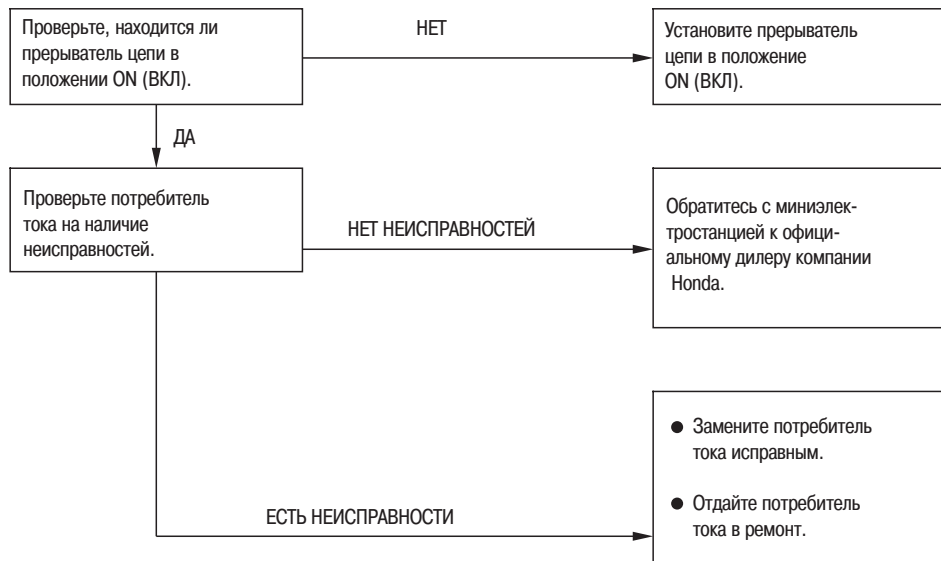 Проверьте, находится ли
прерыватель цепи в
положении ON (ВКЛ).
НЕТ
Установите прерыватель
цепи в положение
ON (ВКЛ).
ДА
Проверьте потребитель
тока на наличие
неисправностей.
НЕТ НЕИСПРАВНОСТЕЙ
Обратитесь с миниэлек-
тростанцией к офици-
альному дилеру компании
Honda.
ЕСТЬ НЕИСПРАВНОСТИ
● Замените потребитель
тока исправным.
● Отдайте потребитель
тока в ремонт.